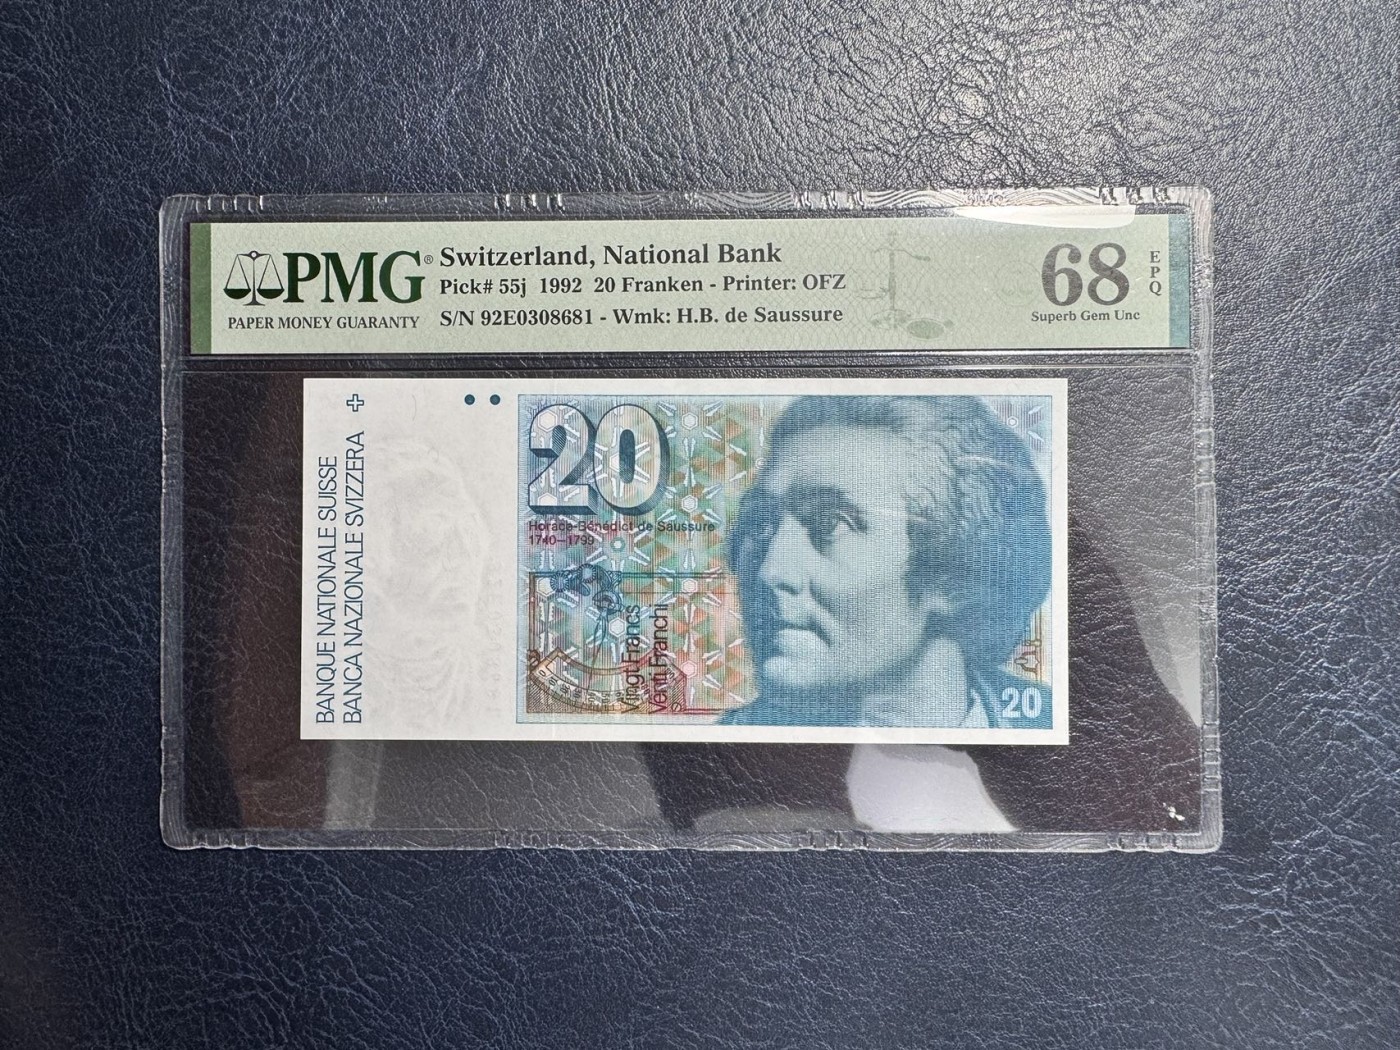 PMG®
PAPER MONEY GUARANTY
Switzerland, National Bank
Pick# 55j 1992 20 Franken - Printer: OFZ
S/N 92E0308681 - Wmk: H.B. de Saussure
68
EPQ
Superb Gem Unc
BANQUE NATIONALE SUISSE
BANCA NAZIONALE SVIZZERA
20
Horace-Bénédict de Saussure
1740–1799
Vingt Francs
Venti Franchi
20